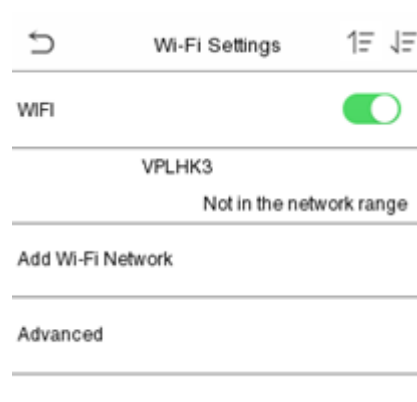 Wi-Fi Settings
WIFI
VPLHK3
Not in the network range
Add Wi-Fi Network
Advanced